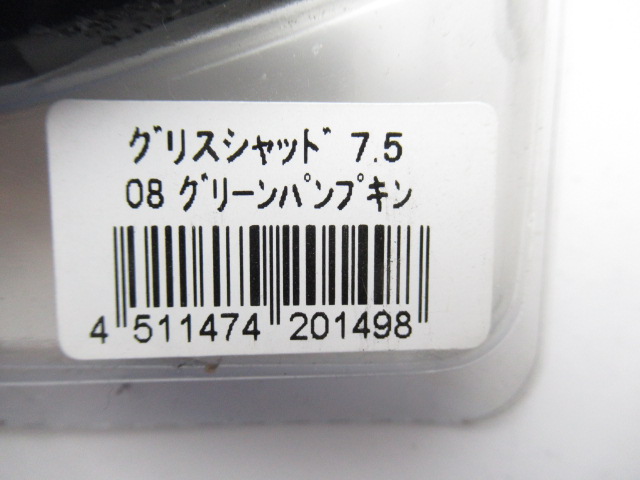 ｸﾞﾘｽｼｬｯﾄﾞ 7.5
08 ｸﾞﾘｰﾝﾊﾟﾝﾌﾟｷﾝ
4 511474 201498